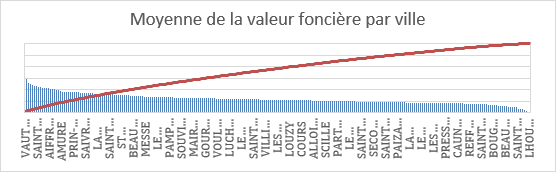 Moyenne de la valeur foncière par ville
VAUT…
SAINT…
AIFFR…
AMURE
PRIN-…
SAIVR…
LA…
SAINT…
ST…
BEAU…
MESSE
LE…
PAMP…
SOUVI…
MAIR…
GOUR…
VOUL…
LUCH…
LE…
SAINT…
VILLI…
LES…
LOUZY
COURS
ALLOI…
SCILLE
PART…
LE…
SAINT…
SECO…
SAINT…
PAIZA…
LA…
LE…
LES…
PRESS…
CAUN…
REFF…
SAINT…
BOUG…
BEAU…
SAINT…
LHOU…